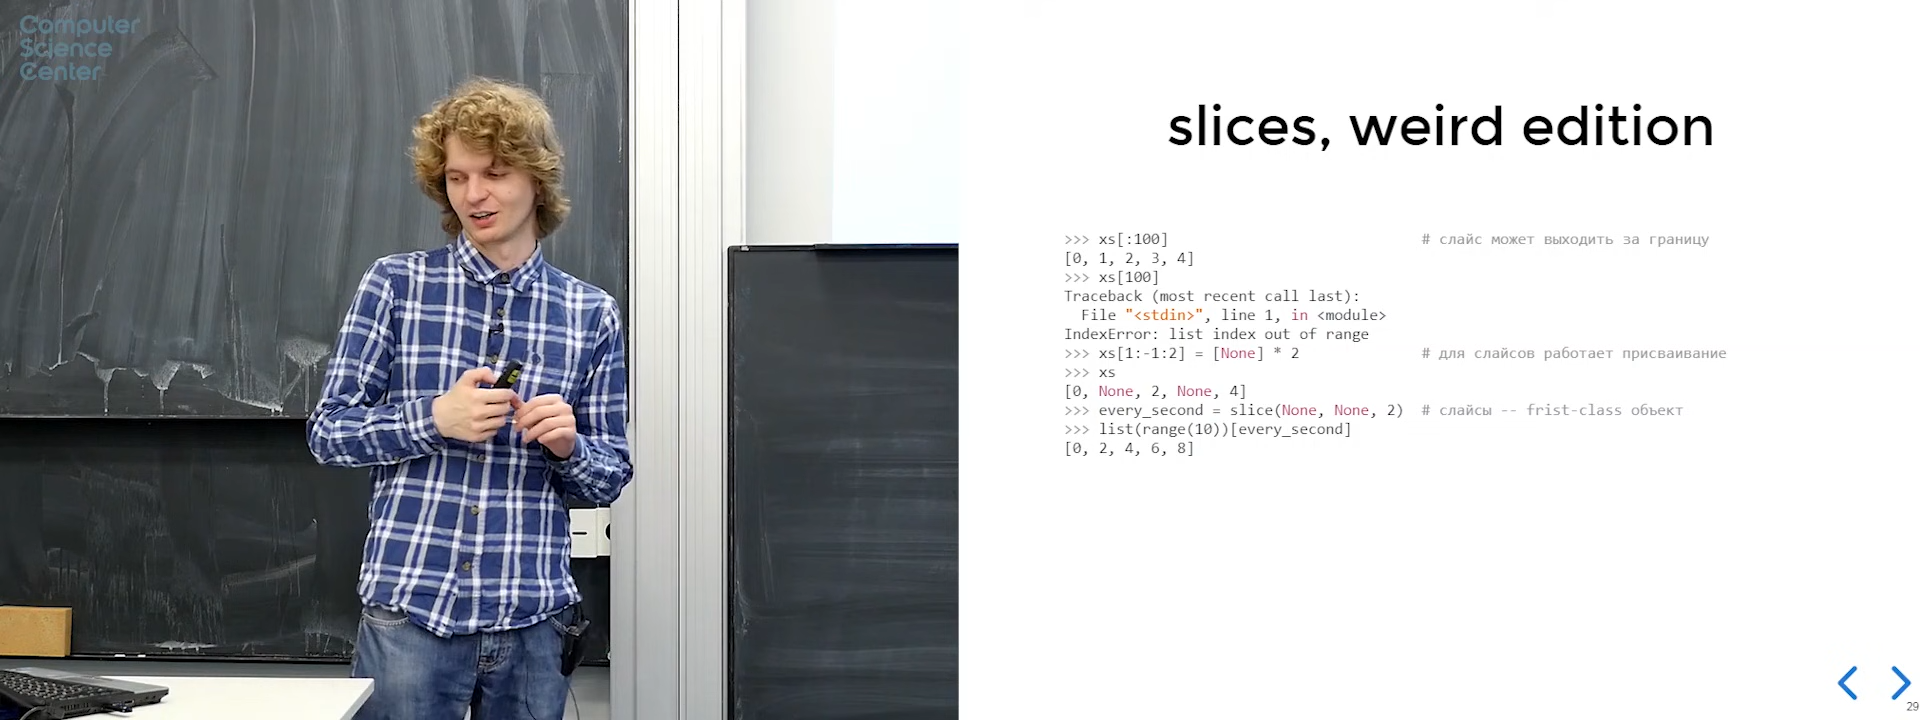 Computer
Science
Center
slices, weird edition
>>> xs[:100] # слайс может выходить за границу
[0, 1, 2, 3, 4]
>>> xs[100]
Traceback (most recent call last):
  File "<stdin>", line 1, in <module>
IndexError: list index out of range
>>> xs[1:-1:2] = [None] * 2 # для слайсов работает присваивание
>>> xs
[0, None, 2, None, 4]
>>> every_second = slice(None, None, 2) # слайсы -- frist-class объект
>>> list(range(10))[every_second]
[0, 2, 4, 6, 8]
29